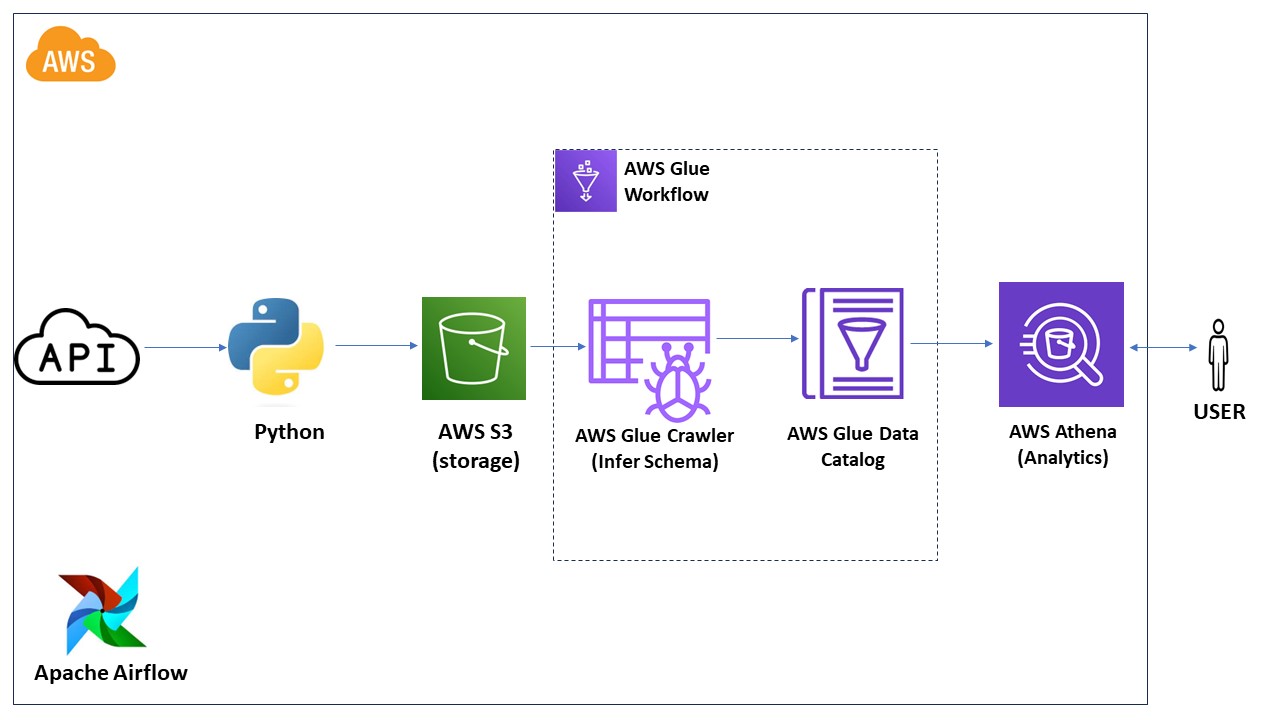 AWS
AWS Glue
Workflow
API
Python
AWS S3
(storage)
AWS Glue Crawler
(Infer Schema)
AWS Glue Data
Catalog
AWS Athena
(Analytics)
USER
Apache Airflow